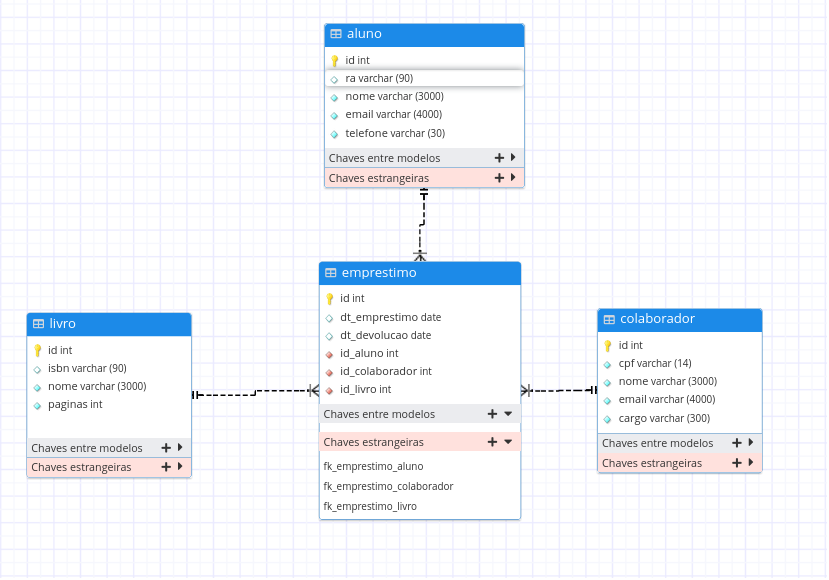 aluno
id int
ra varchar (90)
nome varchar (3000)
email varchar (4000)
telefone varchar (30)
Chaves entre modelos
Chaves estrangeiras
emprestimo
id int
dt_emprestimo date
dt_devolucao date
id_aluno int
id_colaborador int
id_livro int
Chaves entre modelos
Chaves estrangeiras
fk_emprestimo_aluno
fk_emprestimo_colaborador
fk_emprestimo_livro
livro
id int
isbn varchar (90)
nome varchar (3000)
paginas int
Chaves entre modelos
Chaves estrangeiras
colaborador
id int
cpf varchar (14)
nome varchar (3000)
email varchar (4000)
cargo varchar (300)
Chaves entre modelos
Chaves estrangeiras